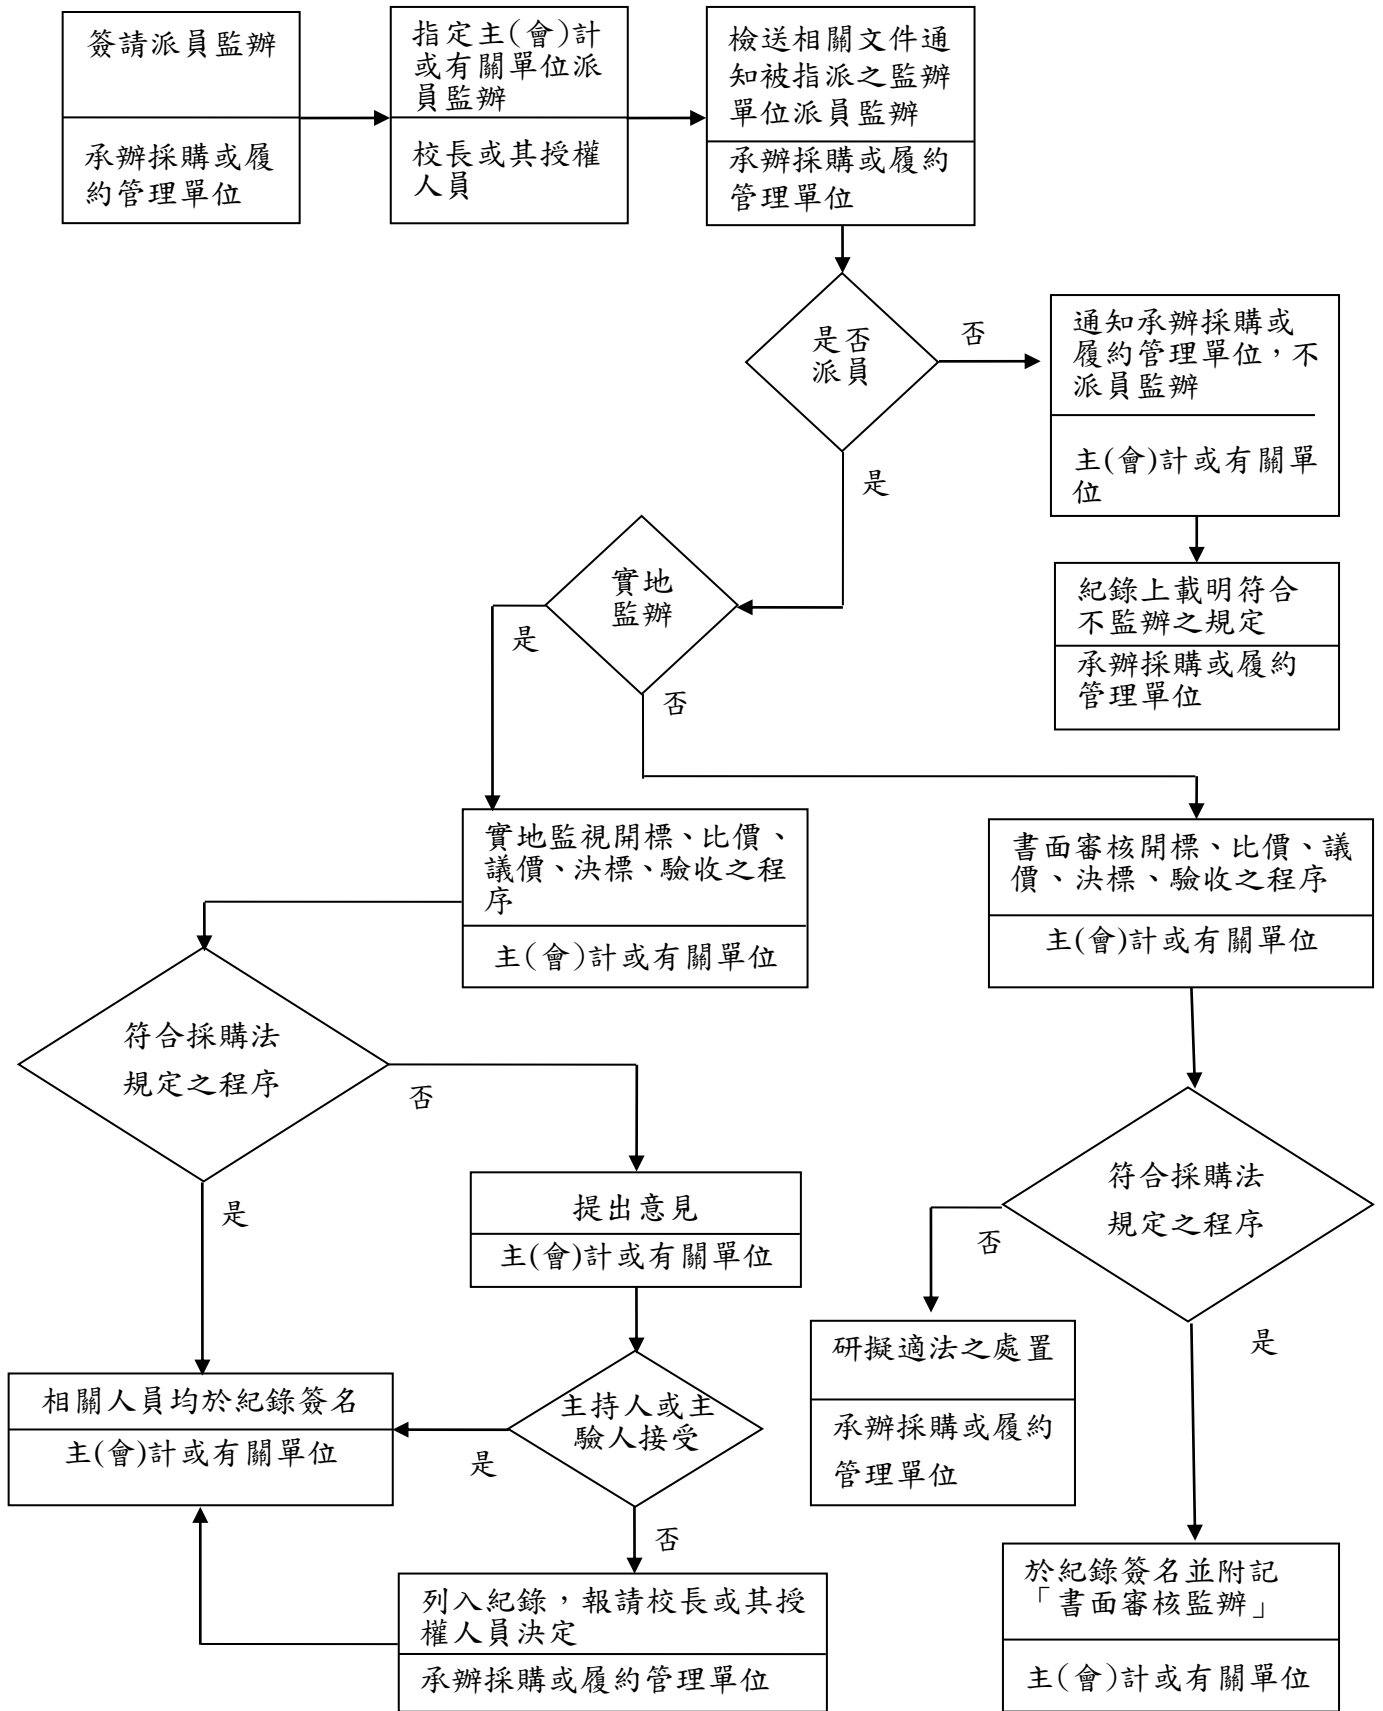 簽請派員監辦
承辦採購或履
約管理單位
指定主(會)計
或有關單位派
員監辦
校長或其授權
人員
檢送相關文件通
知被指派之監辦
單位派員監辦
承辦採購或履約
管理單位
是否
派員
否
通知承辦採購或
履約管理單位，不
派員監辦
主(會)計或有關單
位
是
紀錄上載明符合
不監辦之規定
承辦採購或履約
管理單位
實地
監辦
是
否
實地監視開標、比價、
議價、決標、驗收之程
序
主(會)計或有關單位
書面審核開標、比價、議
價、決標、驗收之程序
主(會)計或有關單位
符合採購法
規定之程序
否
是
提出意見
主(會)計或有關單位
符合採購法
規定之程序
否
是
研擬適法之處置
承辦採購或履約
管理單位
相關人員均於紀錄簽名
主(會)計或有關單位
主持人或主
驗人接受
是
否
列入紀錄，報請校長或其授
權人員決定
承辦採購或履約管理單位
於紀錄簽名並附記
「書面審核監辦」
主(會)計或有關單位